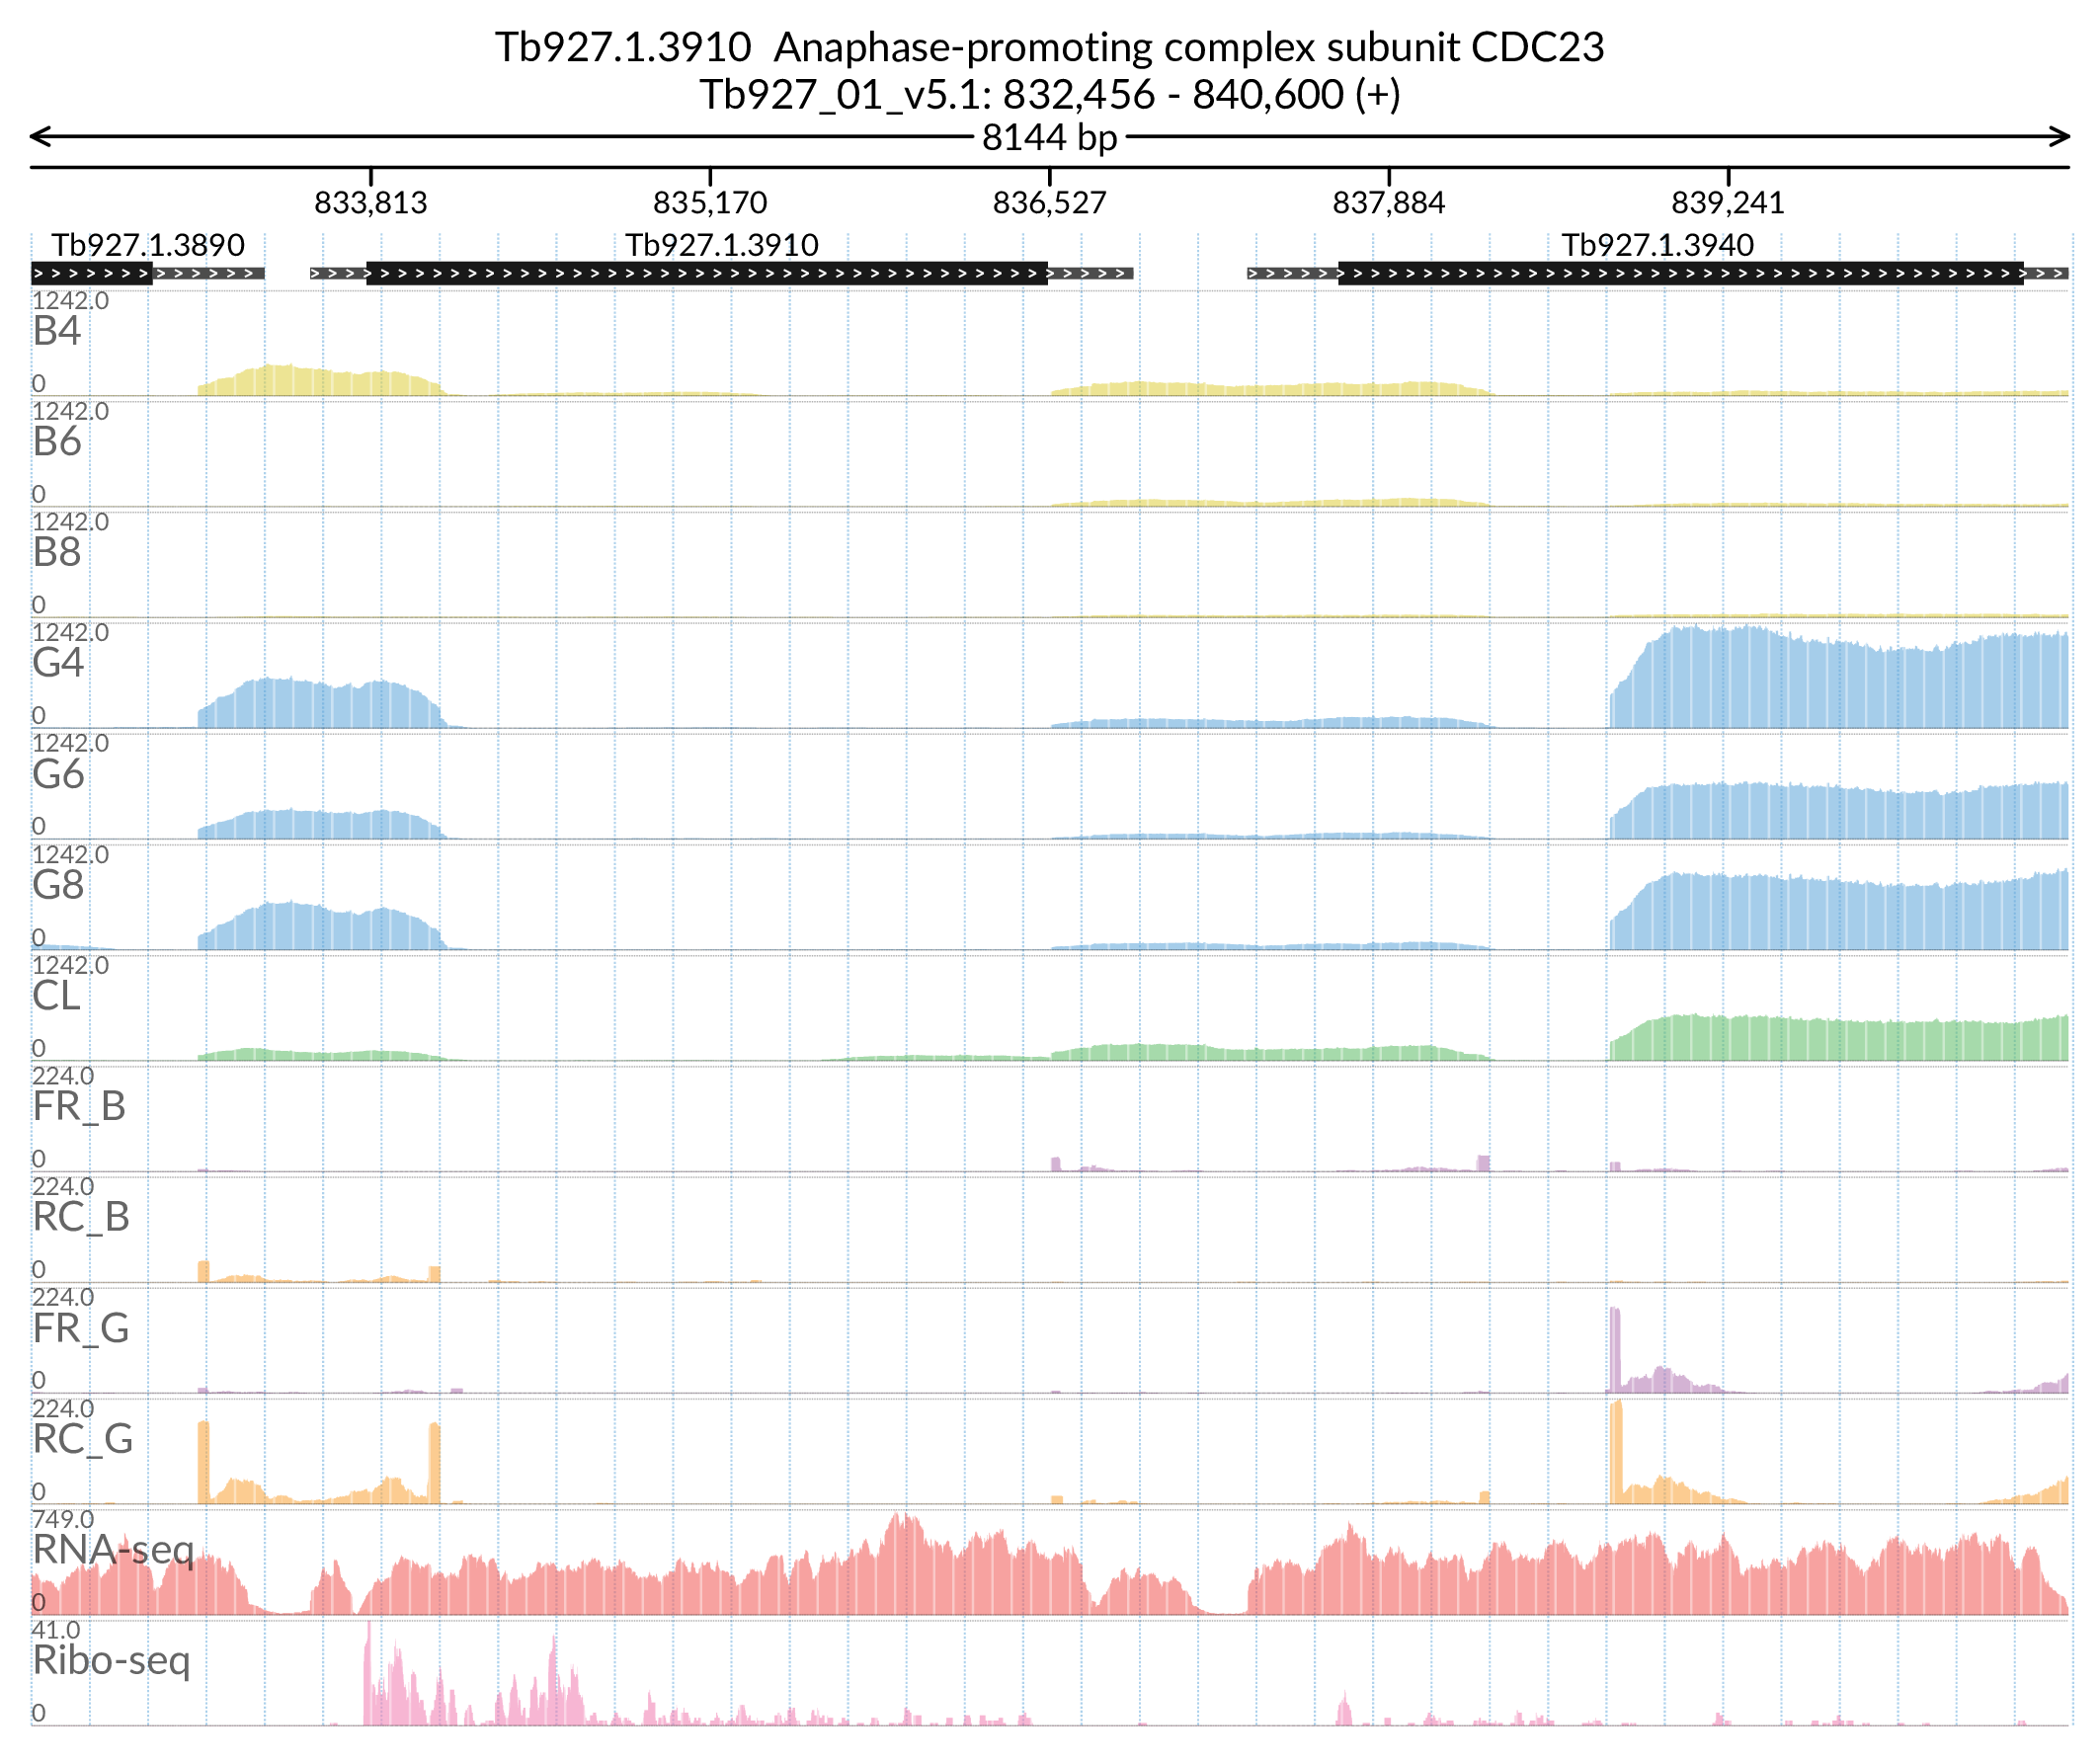 Tb927.1.3910  Anaphase-promoting complex subunit CDC23
Tb927_01_v5.1: 832,456 - 840,600 (+)
8144 bp
833,813 835,170 836,527 837,884 839,241
Tb927.1.3890 Tb927.1.3910 Tb927.1.3940
1242.0
B4
0
1242.0
B6
0
1242.0
B8
0
1242.0
G4
0
1242.0
G6
0
1242.0
G8
0
1242.0
CL
0
224.0
FR_B
0
224.0
RC_B
0
224.0
FR_G
0
224.0
RC_G
0
749.0
RNA-seq
0
41.0
Ribo-seq
0